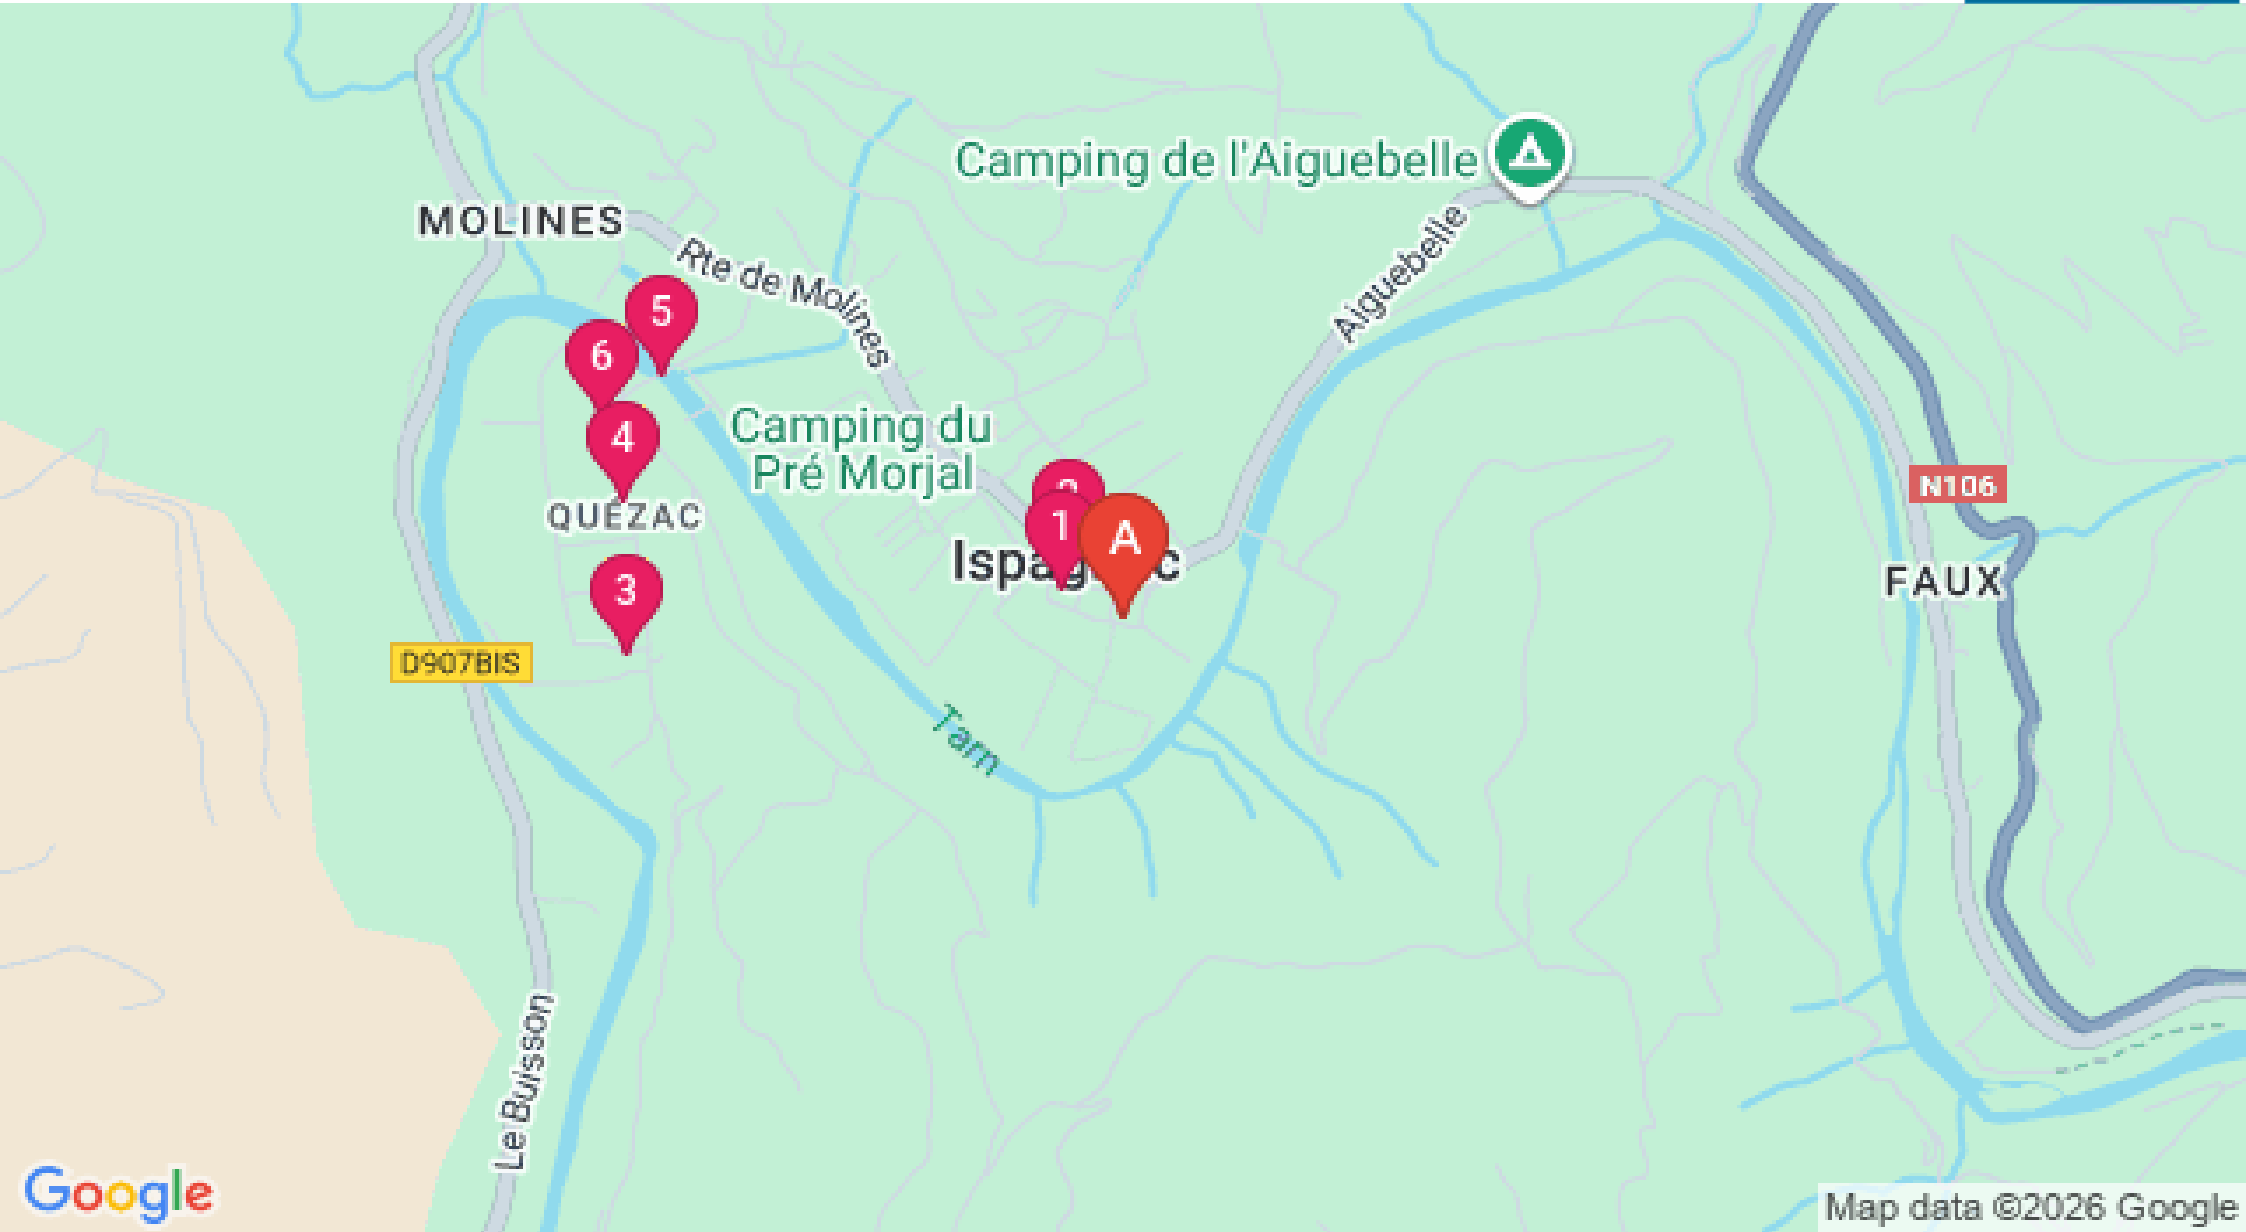 Camping de l'Aiguebelle
MOLINES
Rte de Molines
Aiguebelle
5
6
4
Camping du
Pré Morjal
QUÉZAC
2
1
A
N106
FAUX
3
D907BIS
Tarn
Le Buisson
Google
Map data ©2026 Google